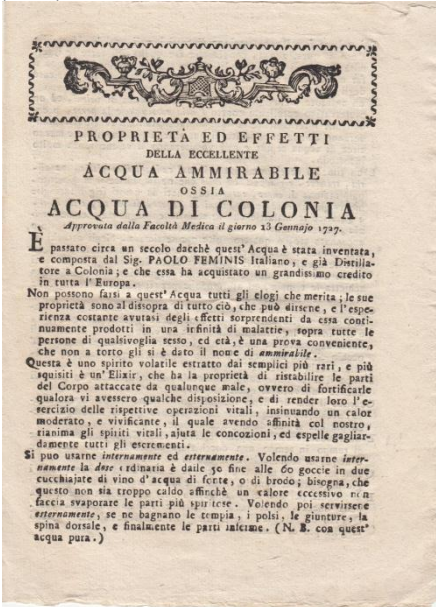 PROPRIETÀ ED EFFETTI
DELLA ECCELLENTE
ACQUA AMMIRABILE
OSSIA
ACQUA DI COLONIA
Approvata dalla Facoltà Medica il giorno 13 Gennajo 1727.
È passato circa un secolo dacchè quest' Acqua è stata inventata,
e composta dal Sig. PAOLO FEMINIS Italiano, e già Distilla-
tore a Colonia; e che essa ha acquistato un grandissimo credito
in tutta l' Europa.
Non possono farsi a quest' Acqua tutti gli elogi che merita; le sue
proprietà sono al disopra di tutto ciò, che può dirsene, e l'espe-
rienza costante avutasi degli effetti sorprendenti da essa conti-
nuamente prodotti in una infinità di malattie, sopra tutte le
persone di qualsivoglia sesso, ed età, è una prova conveniente,
che non a torto gli si è dato il nome di ammirabile.
Questa è uno spirito volatile estratto dai semplici più rari, e più
squisiti è un' Elixir, che ha la proprietà di ristabilire le parti
del Corpo attaccate da qualunque male, ovvero di fortificarle
qualora vi avessero qualche disposizione, e di render loro l' e-
sercizio delle rispettive operazioni vitali, insinuando un calor
moderato, e vivificante, il quale avendo affinità col nostro,
rianima gli spiriti vitali, ajuta le concozioni, ed espelle gagliar-
damente tutti gli escrementi.
Si può usarne internamente ed esternamente. Volendo usarne inter-
namente la dose ordinaria è dalle 50 fine alle 60 goccie in due
cucchiajate di vino d' acqua di fonte, o di brodo; bisogna, che
questo non sia troppo caldo affinchè un calore eccessivo non
faccia svaporare le parti più spiritose. Volendo poi servirsene
esternamente, se ne bagnano le tempia, i polsi, le giunture, la
spina dorsale, e finalmente le parti inferme. (N. B. con quest'
acqua pura.)